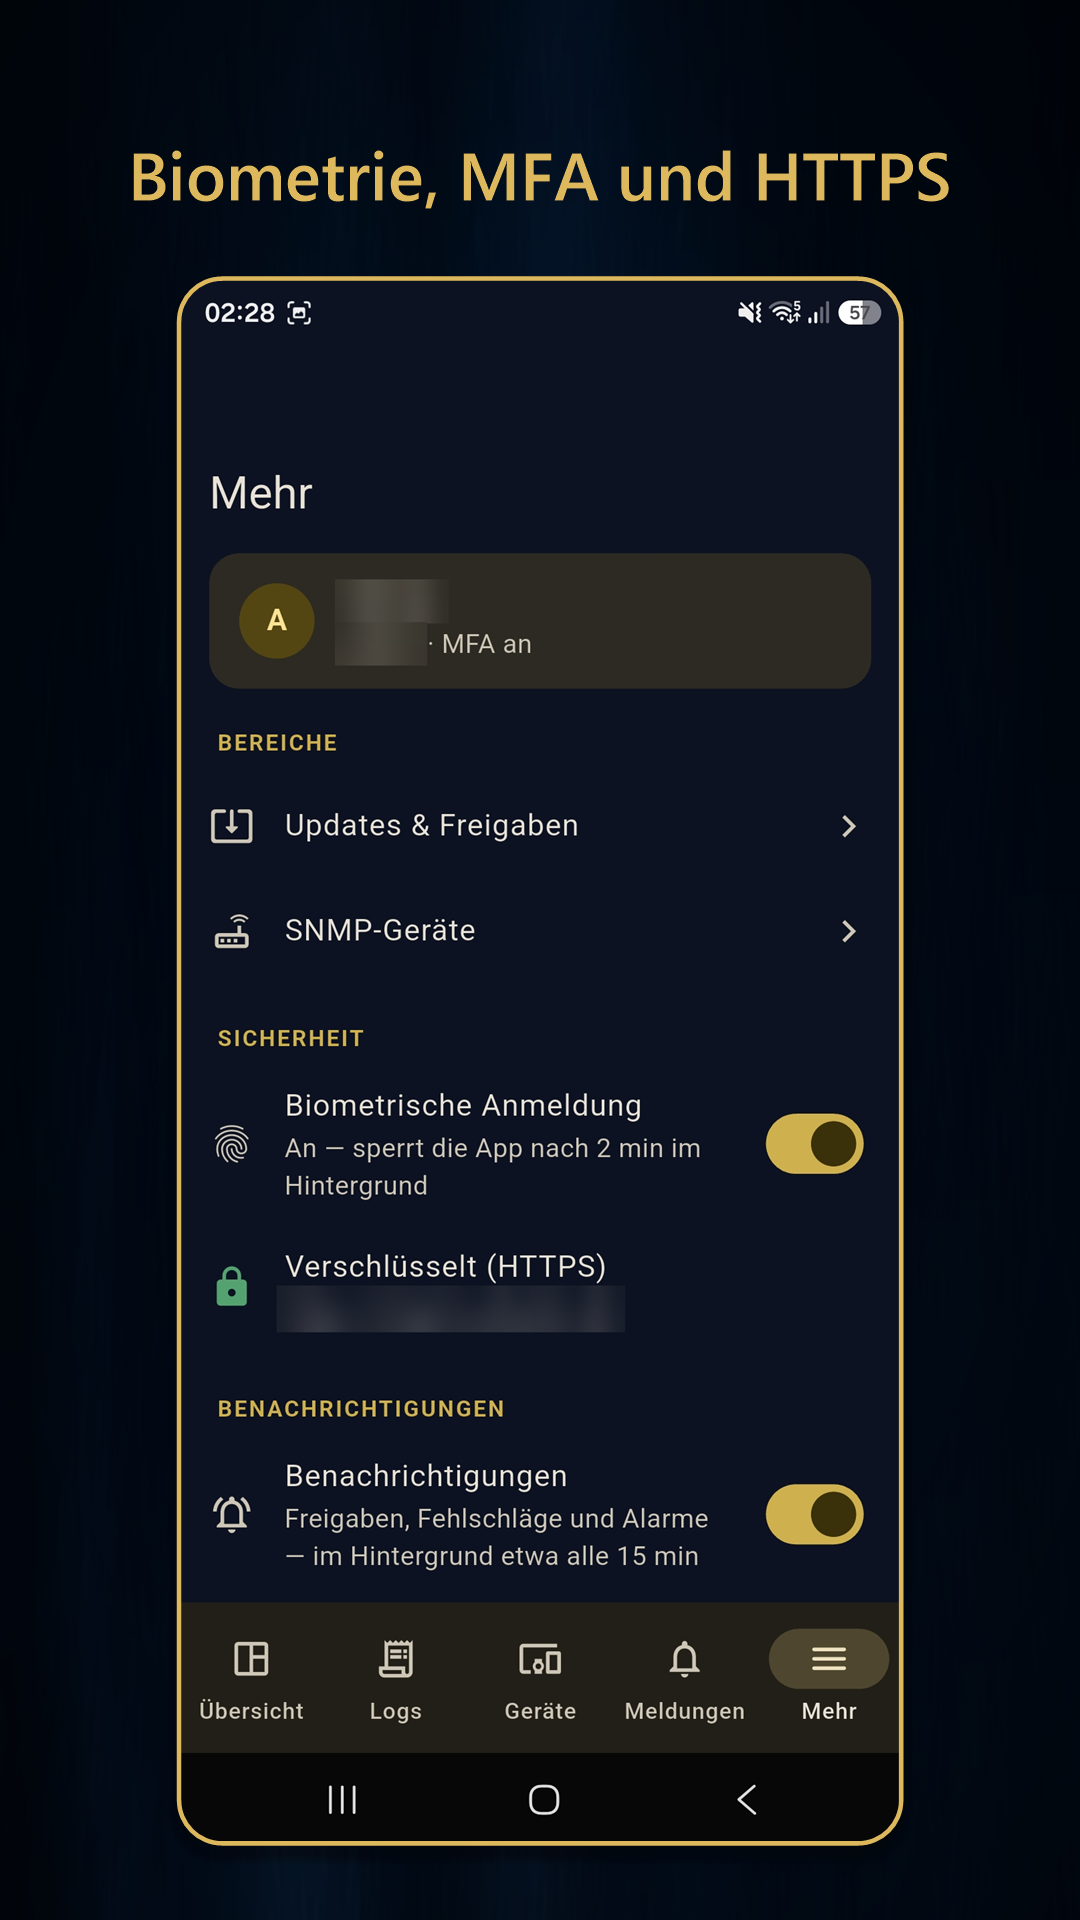 Biometrie, MFA und HTTPS
02:28
5
57
Mehr
A
· MFA an
BEREICHE
Updates & Freigaben
SNMP-Geräte
SICHERHEIT
Biometrische Anmeldung
An — sperrt die App nach 2 min im
Hintergrund
Verschlüsselt (HTTPS)
BENACHRICHTIGUNGEN
Benachrichtigungen
Freigaben, Fehlschläge und Alarme
— im Hintergrund etwa alle 15 min
Übersicht
Logs
Geräte
Meldungen
Mehr